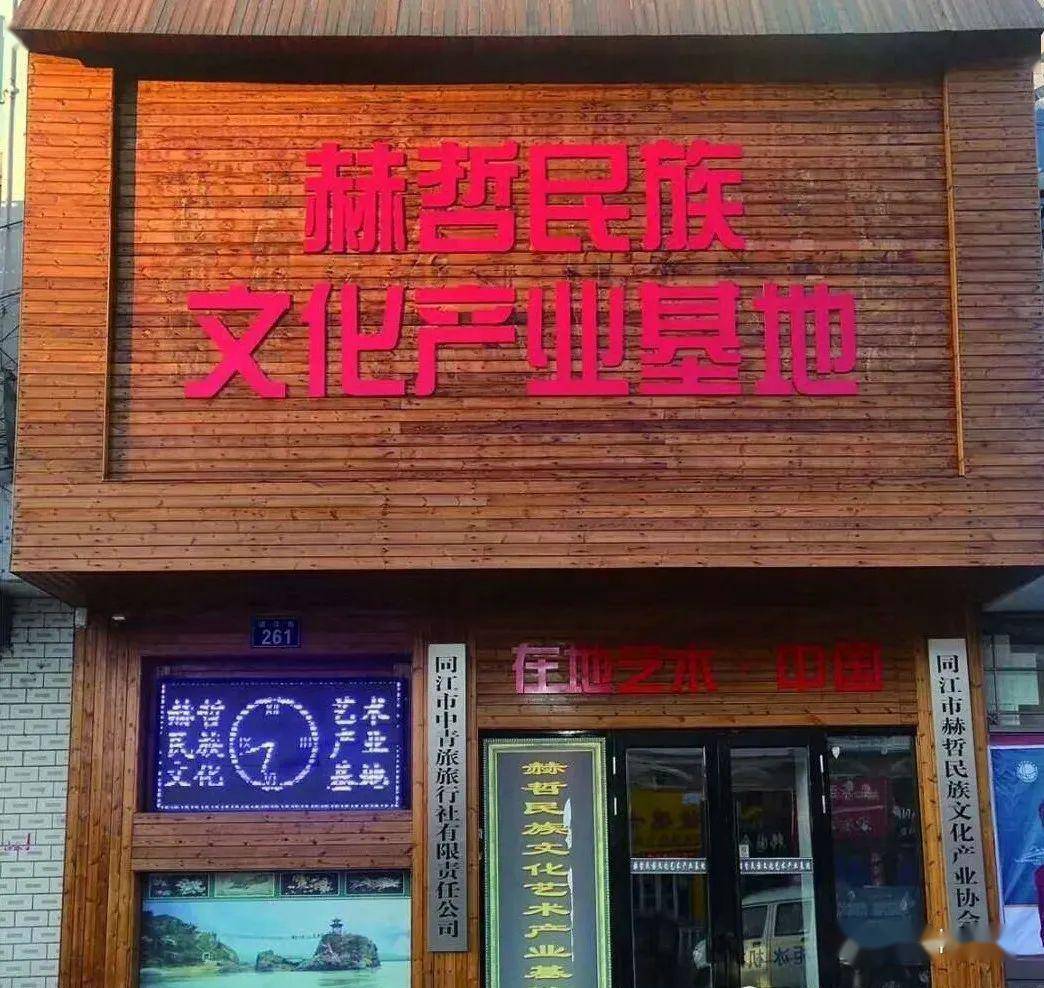 赫哲民族
文化产业基地
261
在地艺术 中国
赫哲
民族
文化
艺术
产业
基地
同江市中青旅旅行社有限责任公司
赫哲民族文化艺术产业基
同江市赫哲民族文化产业协会